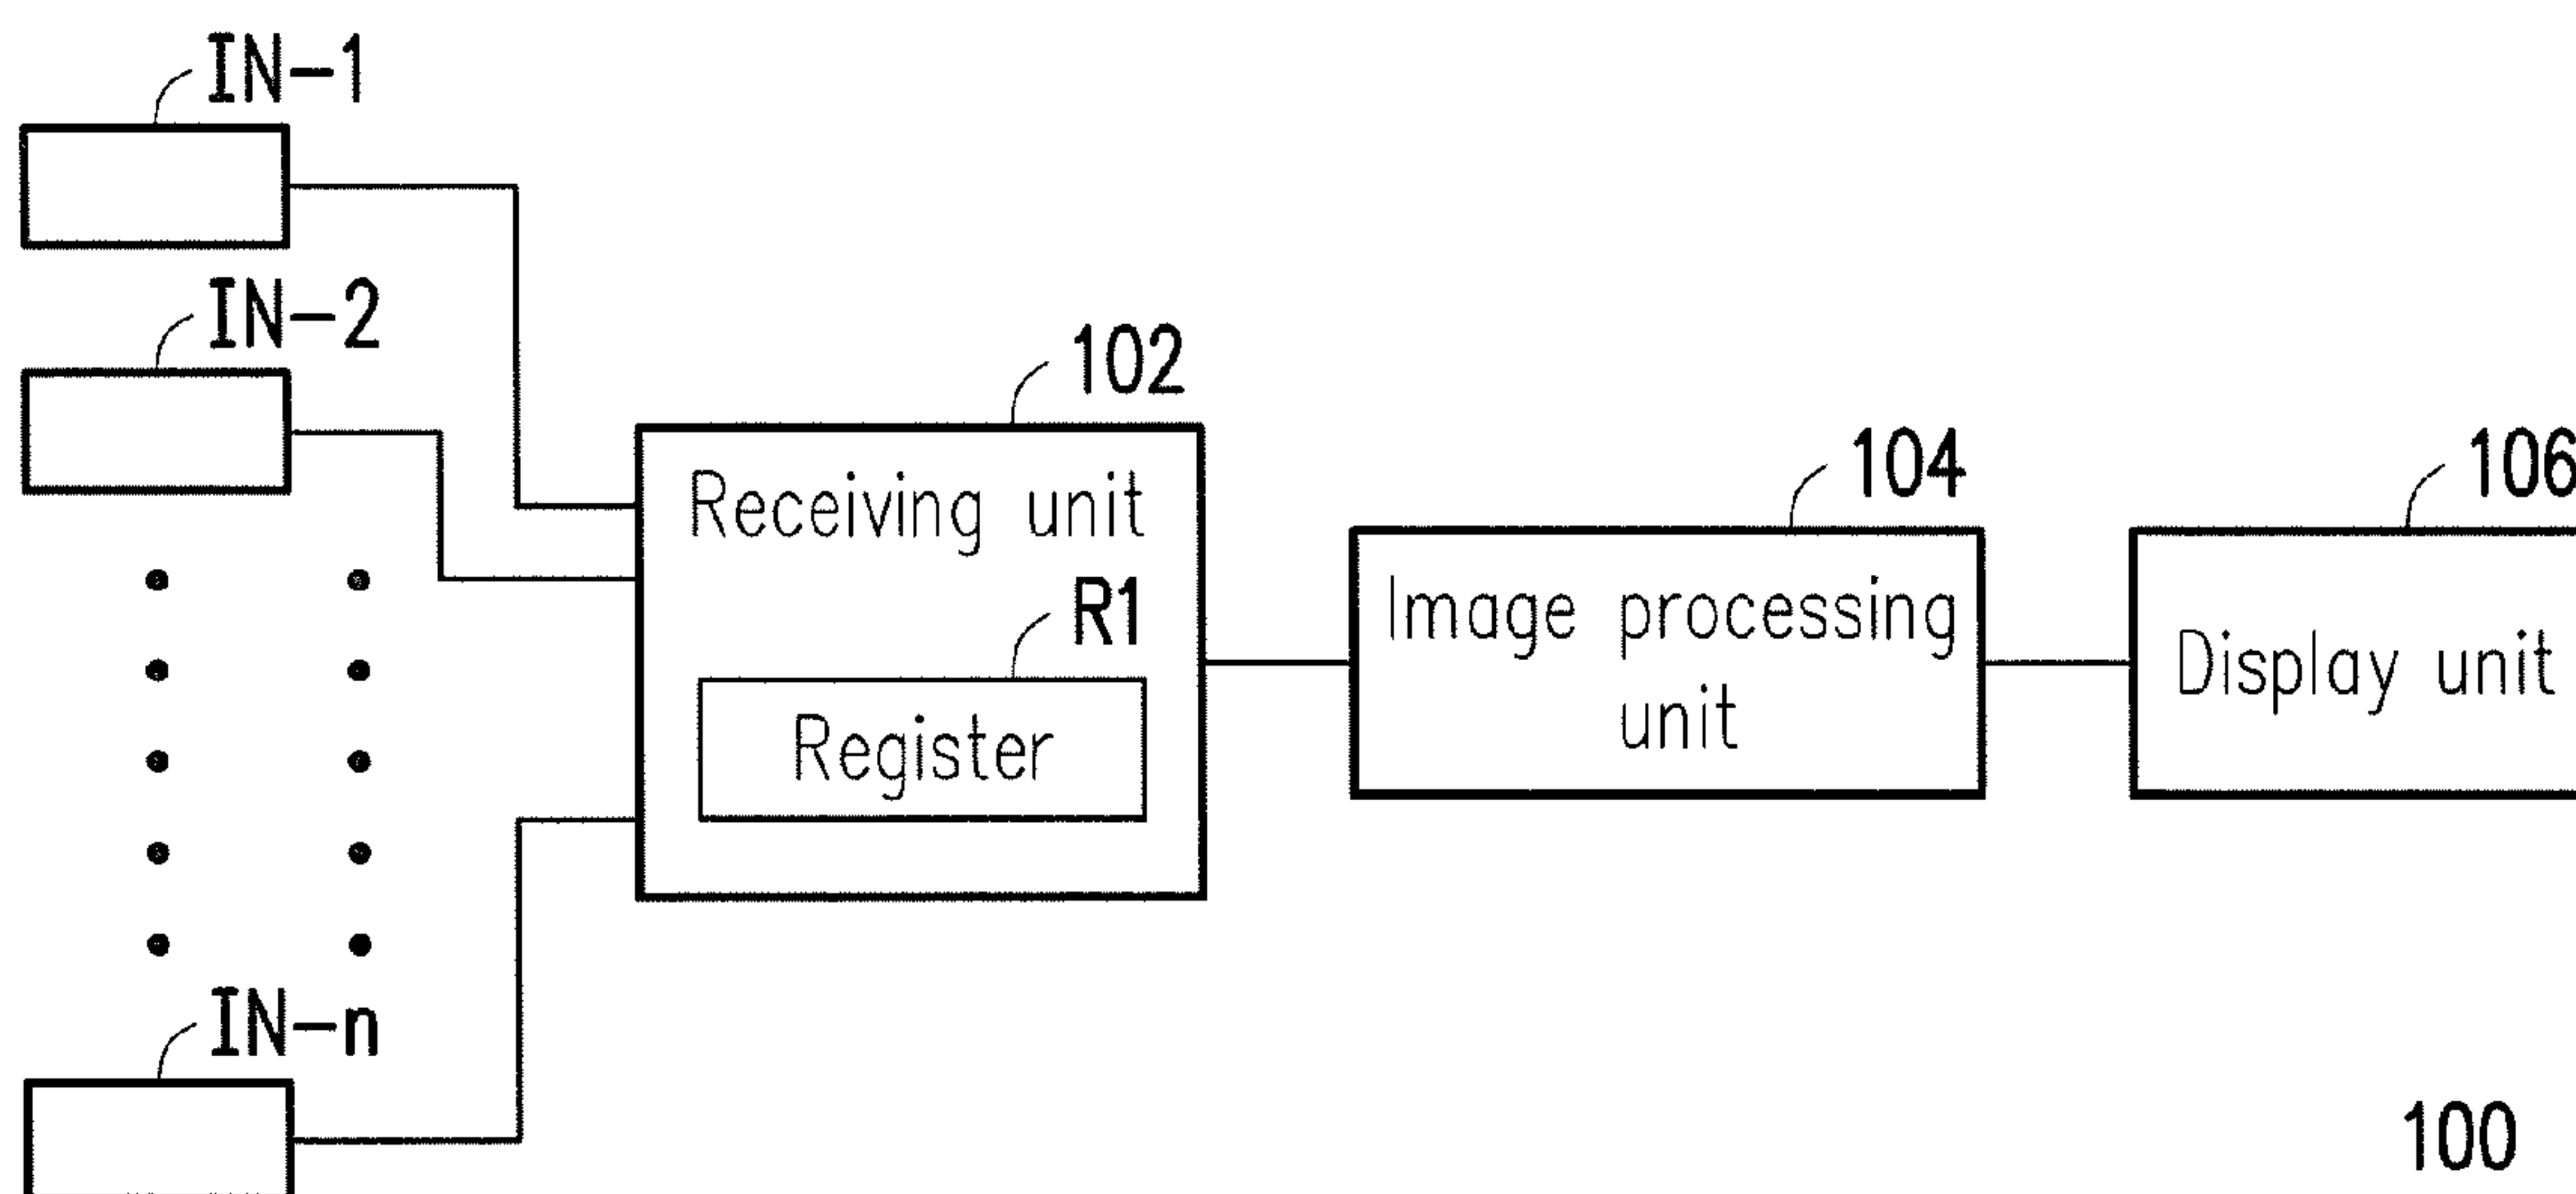 IN-1
IN-2
102
Receiving unit
R1
Register
104
Image processing
unit
106
Display unit
IN-n
100